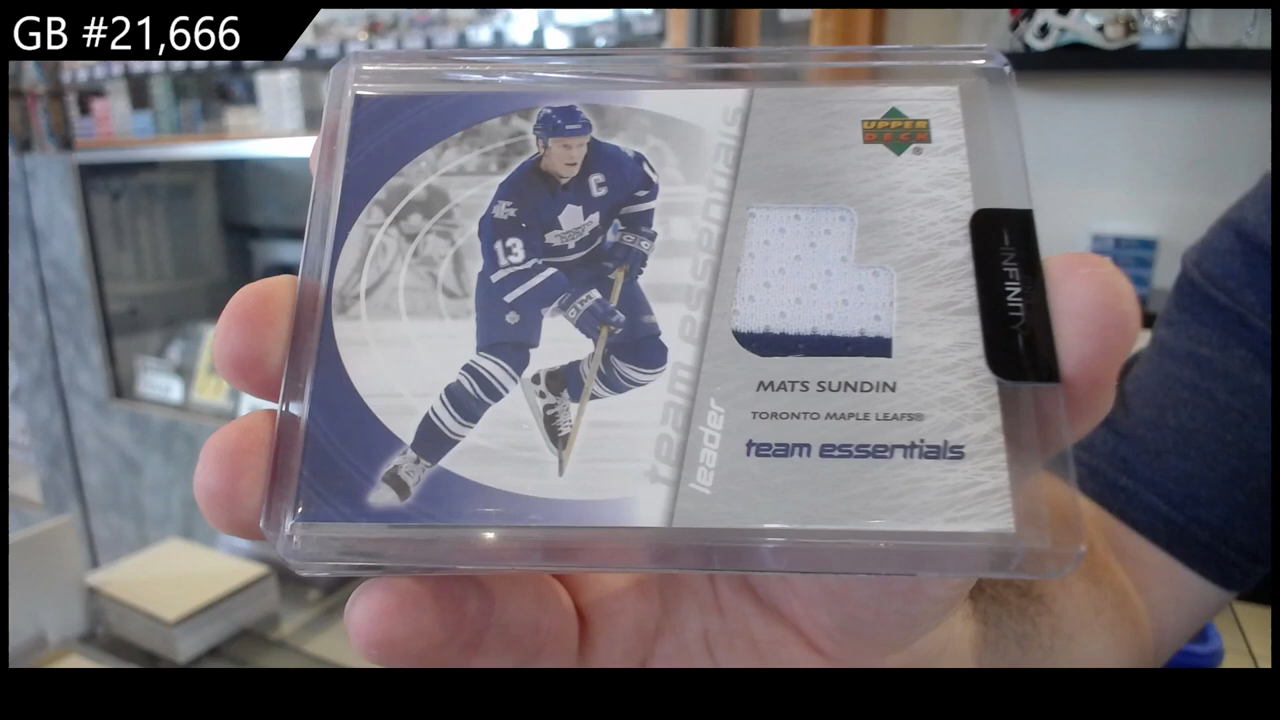 GB #21,666
UPPER
DECK
®
C
13
team essentials
leader
MATS SUNDIN
TORONTO MAPLE LEAFS®
team essentials
INFINITY